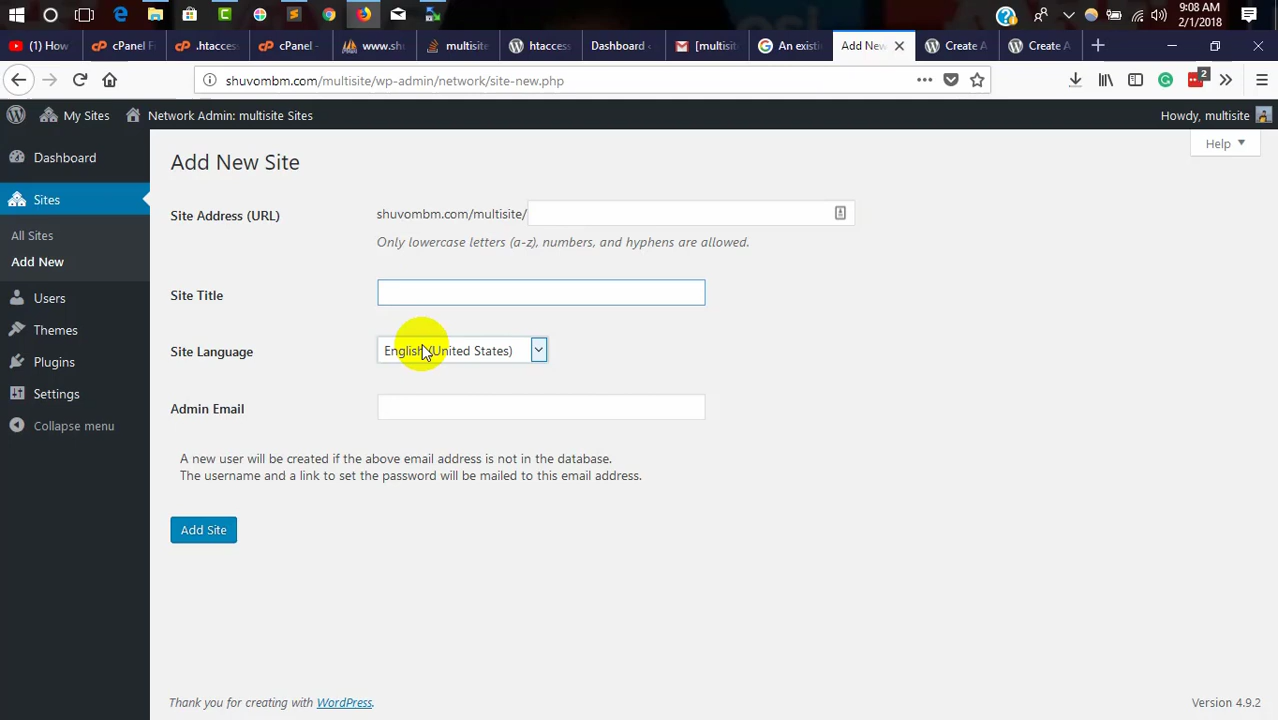 9:08 AM
2/1/2018
(1) How
cPanel F
.htacces
cPanel -
www.sh
multisite
htacces
Dashboard
[multisit
An existi
Add New
Create A
Create A
shuvombm.com/multisite/wp-admin/network/site-new.php
2
My Sites
Network Admin: multisite Sites
Howdy, multisite
Dashboard
Sites
All Sites
Add New
Users
Themes
Plugins
Settings
Collapse menu
Help
Add New Site
Site Address (URL)
shuvombm.com/multisite/
Only lowercase letters (a-z), numbers, and hyphens are allowed.
Site Title
Site Language
English (United States)
Admin Email
A new user will be created if the above email address is not in the database.
The username and a link to set the password will be mailed to this email address.
Add Site
Thank you for creating with WordPress.
Version 4.9.2